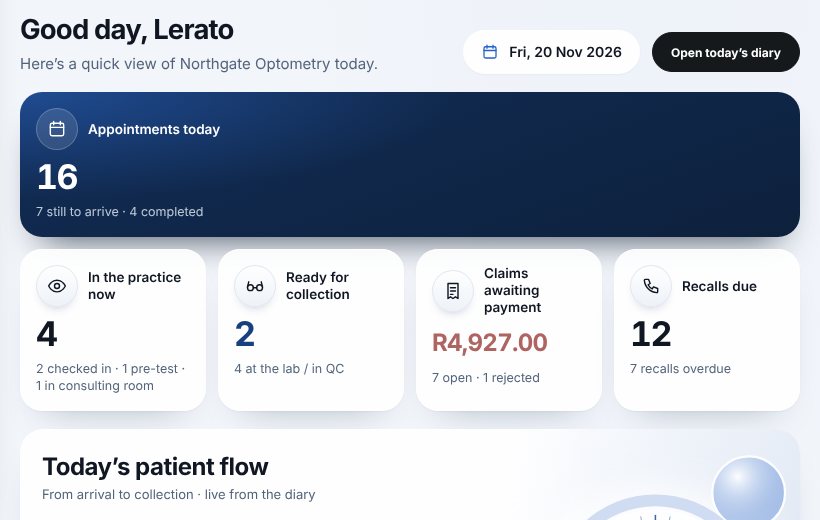 Good day, Lerato
Here’s a quick view of Northgate Optometry today.
Fri, 20 Nov 2026
Open today’s diary
Appointments today
16
7 still to arrive · 4 completed
In the practice
now
4
2 checked in · 1 pre-test ·
1 in consulting room
Ready for
collection
2
4 at the lab / in QC
Claims
awaiting
payment
R4,927.00
7 open · 1 rejected
Recalls due
12
7 recalls overdue
Today’s patient flow
From arrival to collection · live from the diary